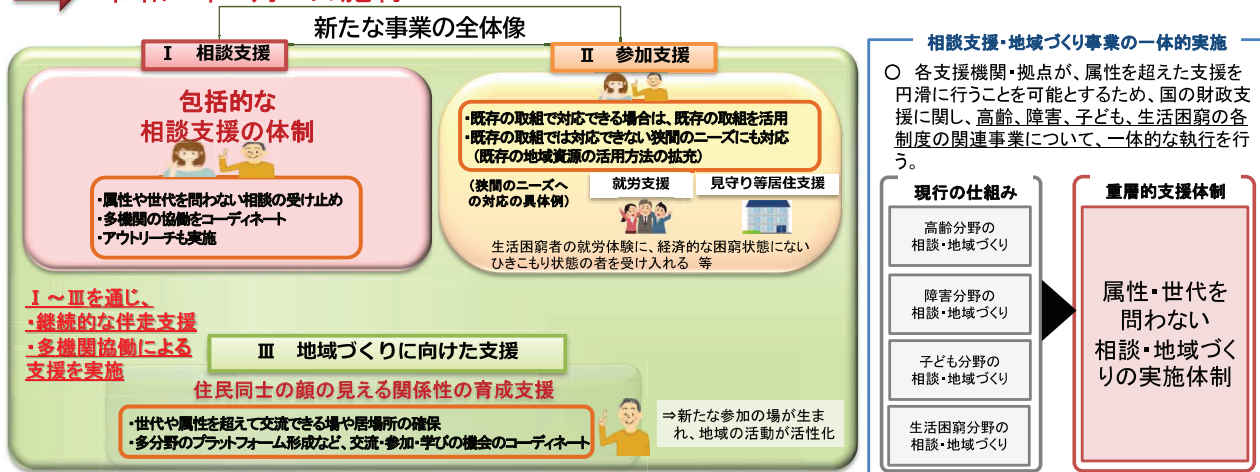 新たな事業の全体像
Ⅰ 相談支援
包括的な
相談支援の体制
・属性や世代を問わない相談の受け止め
・多機関の協働をコーディネート
・アウトリーチも実施
Ⅱ 参加支援
・既存の取組で対応できる場合は、既存の取組を活用
・既存の取組では対応できない狭間のニーズにも対応
(既存の地域資源の活用方法の拡充)
(狭間のニーズへ
の対応の具体例)
就労支援
見守り等居住支援
生活困窮者の就労体験に、経済的な困窮状態にない
ひきこもり状態の者を受け入れる 等
Ⅰ～Ⅲを通じ、
・継続的な伴走支援
・多機関協働による
支援を実施
Ⅲ 地域づくりに向けた支援
住民同士の顔の見える関係性の育成支援
・世代や属性を超えて交流できる場や居場所の確保
・多分野のプラットフォーム形成など、交流・参加・学びの機会のコーディネート
⇒新たな参加の場が生ま
れ、地域の活動が活性化
相談支援・地域づくり事業の一体的実施
○ 各支援機関・拠点が、属性を超えた支援を
円滑に行うことを可能とするため、国の財政支
援に関し、高齢、障害、子ども、生活困窮の各
制度の関連事業について、一体的な執行を行
う。
現行の仕組み
高齢分野の
相談・地域づくり
障害分野の
相談・地域づくり
子ども分野の
相談・地域づくり
生活困窮分野の
相談・地域づくり
重層的支援体制
属性・世代を
問わない
相談・地域づく
りの実施体制